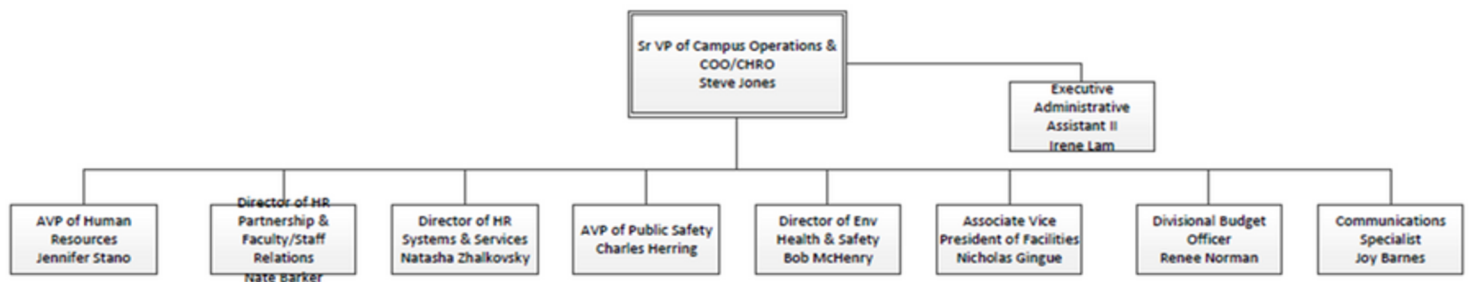 Sr VP of Campus Operations &
COO/CHRO
Steve Jones
Executive
Administrative
Assistant II
Irene Lam
AVP of Human
Resources
Jennifer Stano
Director of HR
Partnership &
Faculty/Staff
Relations
Nate Barker
Director of HR
Systems & Services
Natasha Zhalkovsky
AVP of Public Safety
Charles Herring
Director of Env
Health & Safety
Bob McHenry
Associate Vice
President of Facilities
Nicholas Gingue
Divisional Budget
Officer
Renee Norman
Communications
Specialist
Joy Barnes